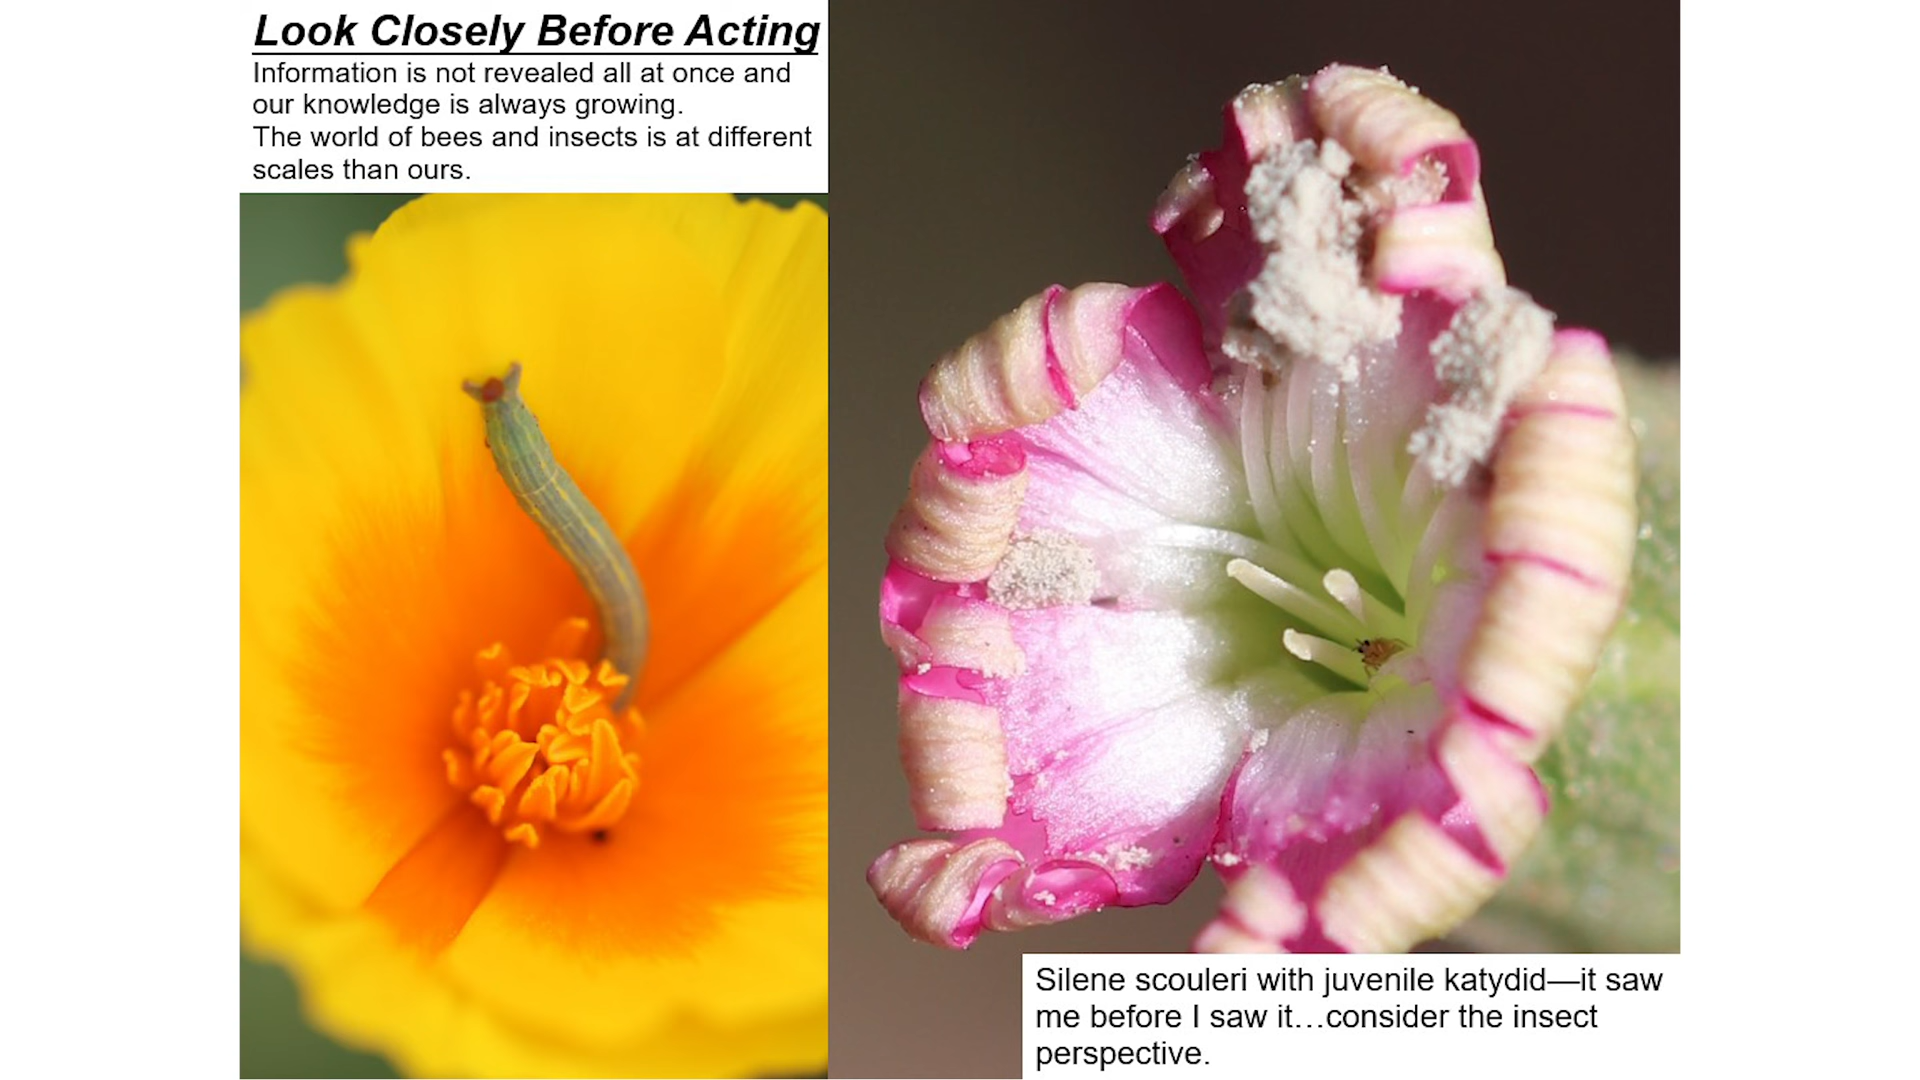 Look Closely Before Acting
Information is not revealed all at once and
our knowledge is always growing.
The world of bees and insects is at different
scales than ours.
Silene scouleri with juvenile katydid—it saw
me before I saw it…consider the insect
perspective.